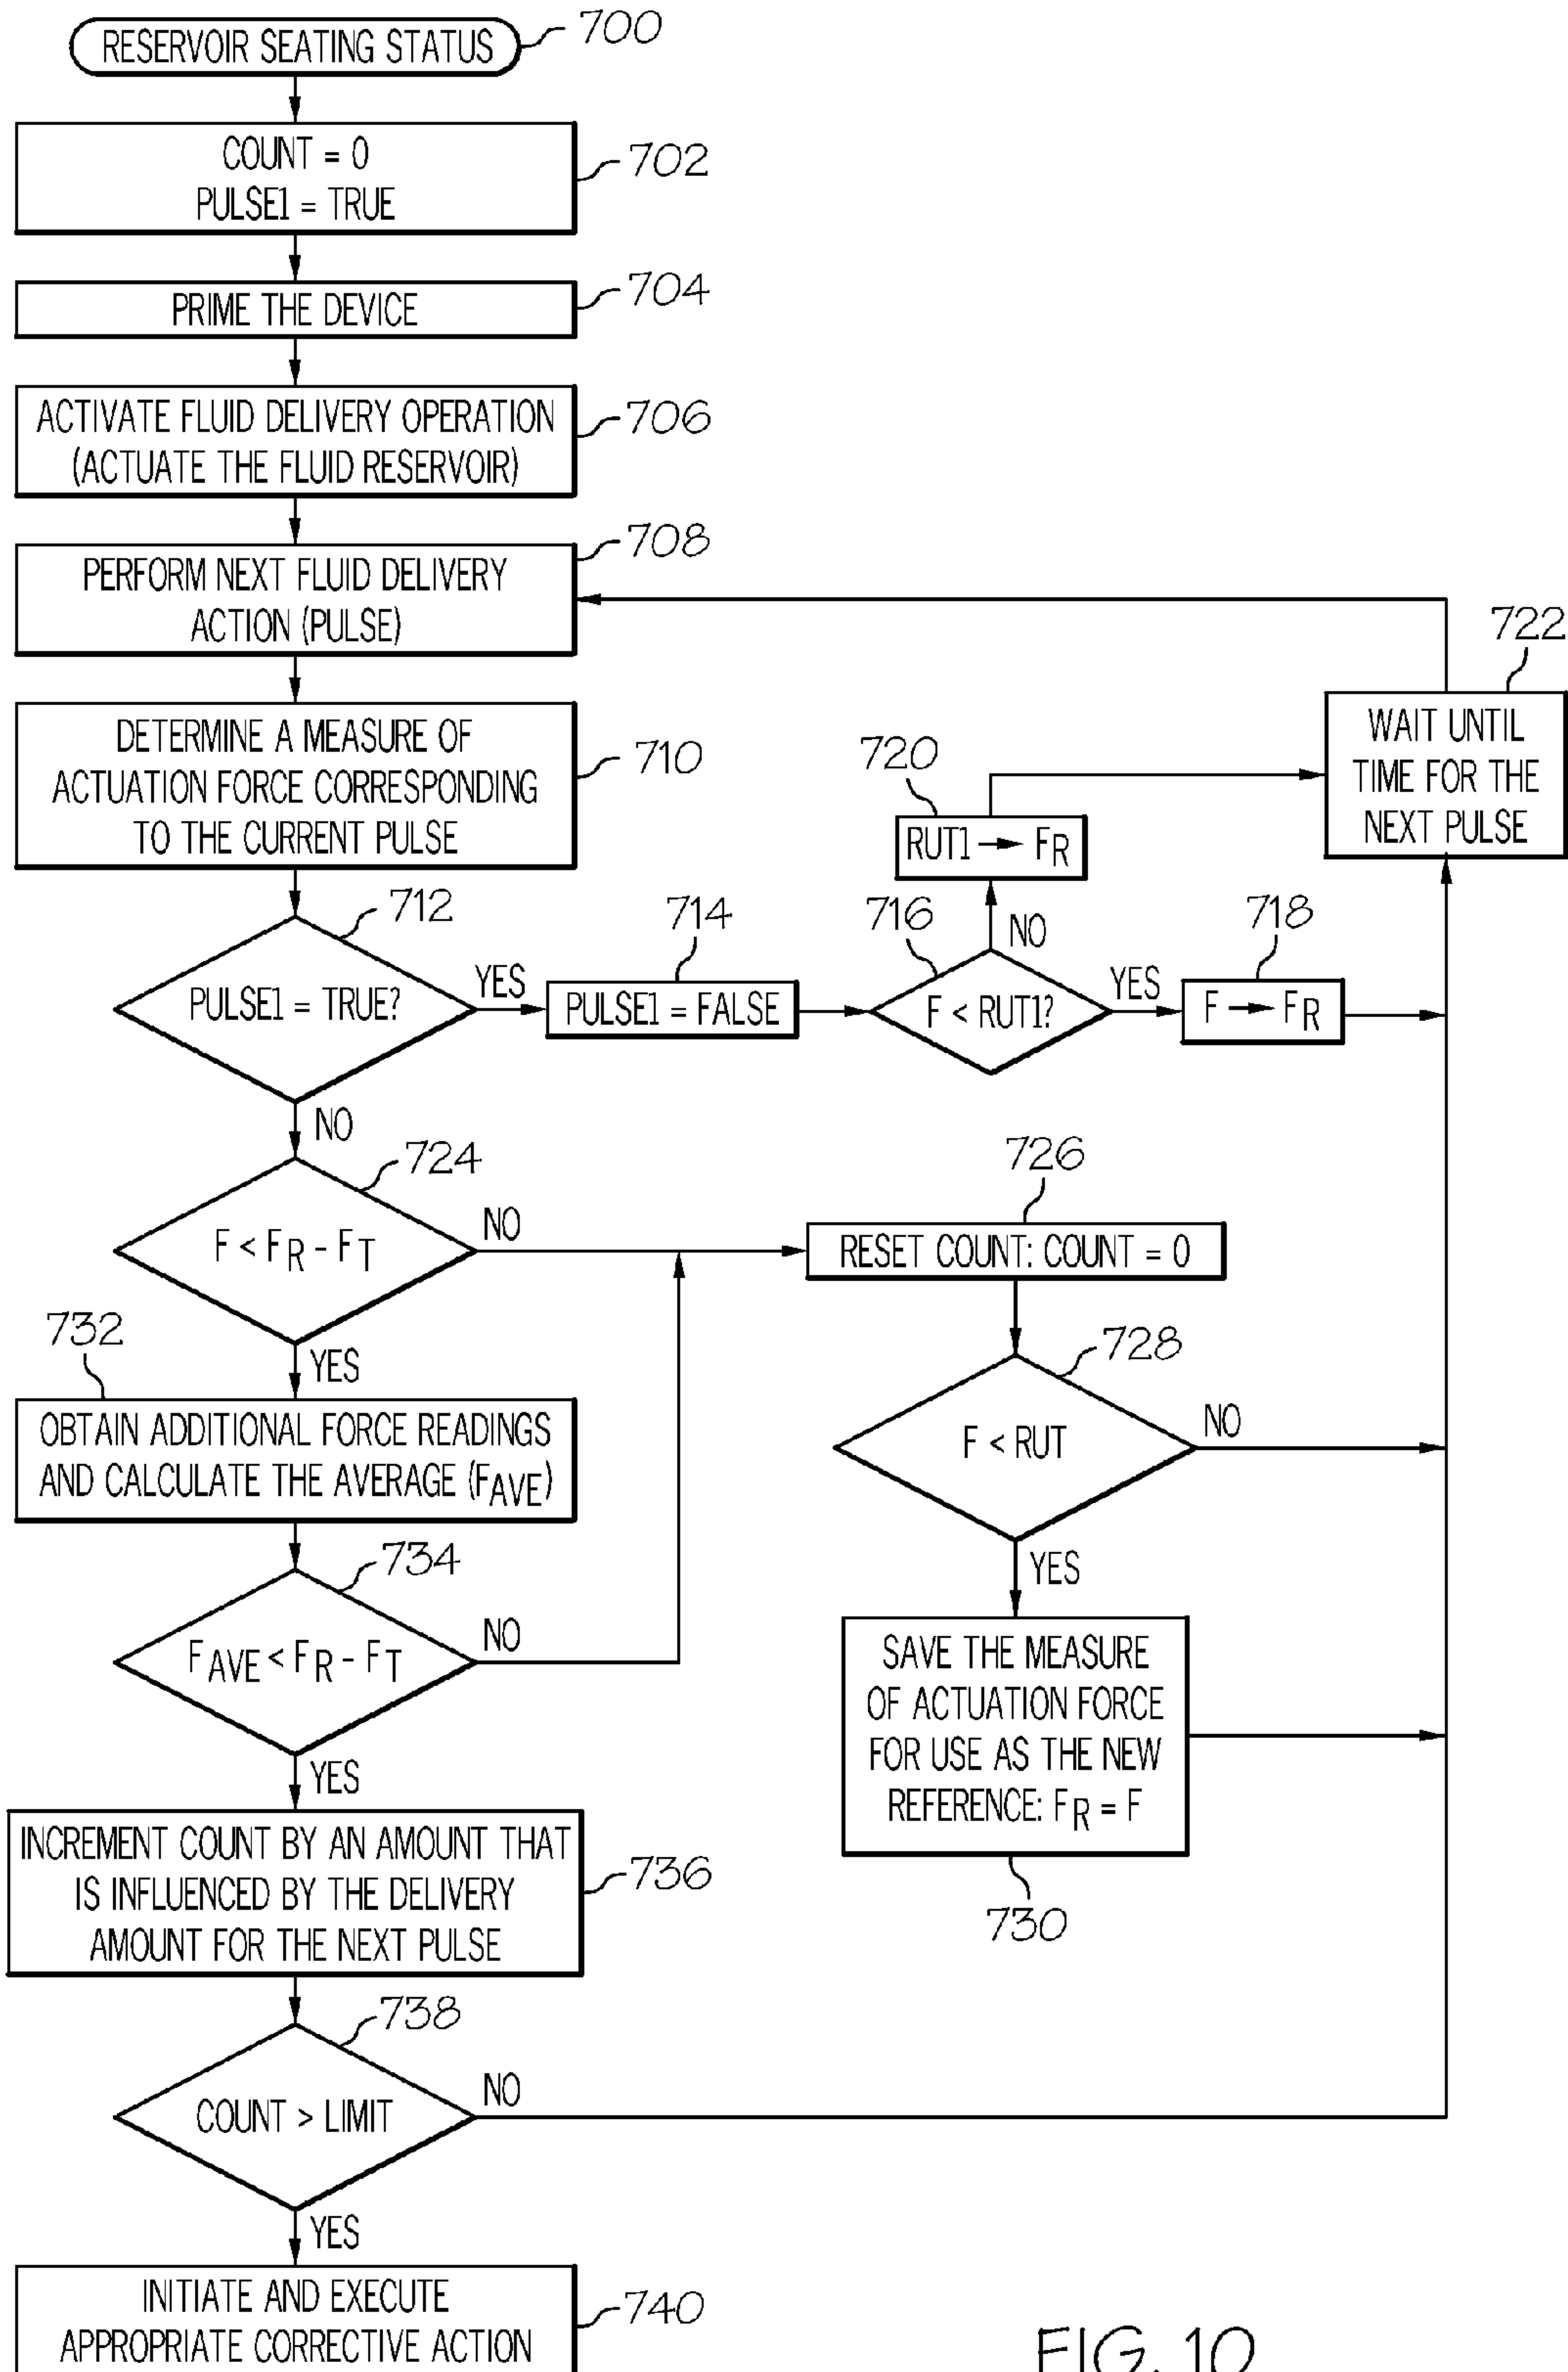 RESERVOIR SEATING STATUS
700
COUNT = 0
PULSE1 = TRUE
702
PRIME THE DEVICE
704
ACTIVATE FLUID DELIVERY OPERATION
(ACTUATE THE FLUID RESERVOIR)
706
PERFORM NEXT FLUID DELIVERY
ACTION (PULSE)
708
722
WAIT UNTIL
TIME FOR THE
NEXT PULSE
DETERMINE A MEASURE OF
ACTUATION FORCE CORRESPONDING
TO THE CURRENT PULSE
710
720
RUT1 → FR
712
PULSE1 = TRUE?
YES
714
PULSE1 = FALSE
716
NO
F < RUT1?
YES
718
F → FR
NO
724
F < FR - FT
NO
726
RESET COUNT: COUNT = 0
YES
728
F < RUT
NO
732
OBTAIN ADDITIONAL FORCE READINGS
AND CALCULATE THE AVERAGE (FAVE)
YES
734
FAVE < FR - FT
NO
SAVE THE MEASURE
OF ACTUATION FORCE
FOR USE AS THE NEW
REFERENCE: FR = F
730
YES
INCREMENT COUNT BY AN AMOUNT THAT
IS INFLUENCED BY THE DELIVERY
AMOUNT FOR THE NEXT PULSE
736
738
COUNT > LIMIT
NO
YES
INITIATE AND EXECUTE
APPROPRIATE CORRECTIVE ACTION
740
FIG. 10